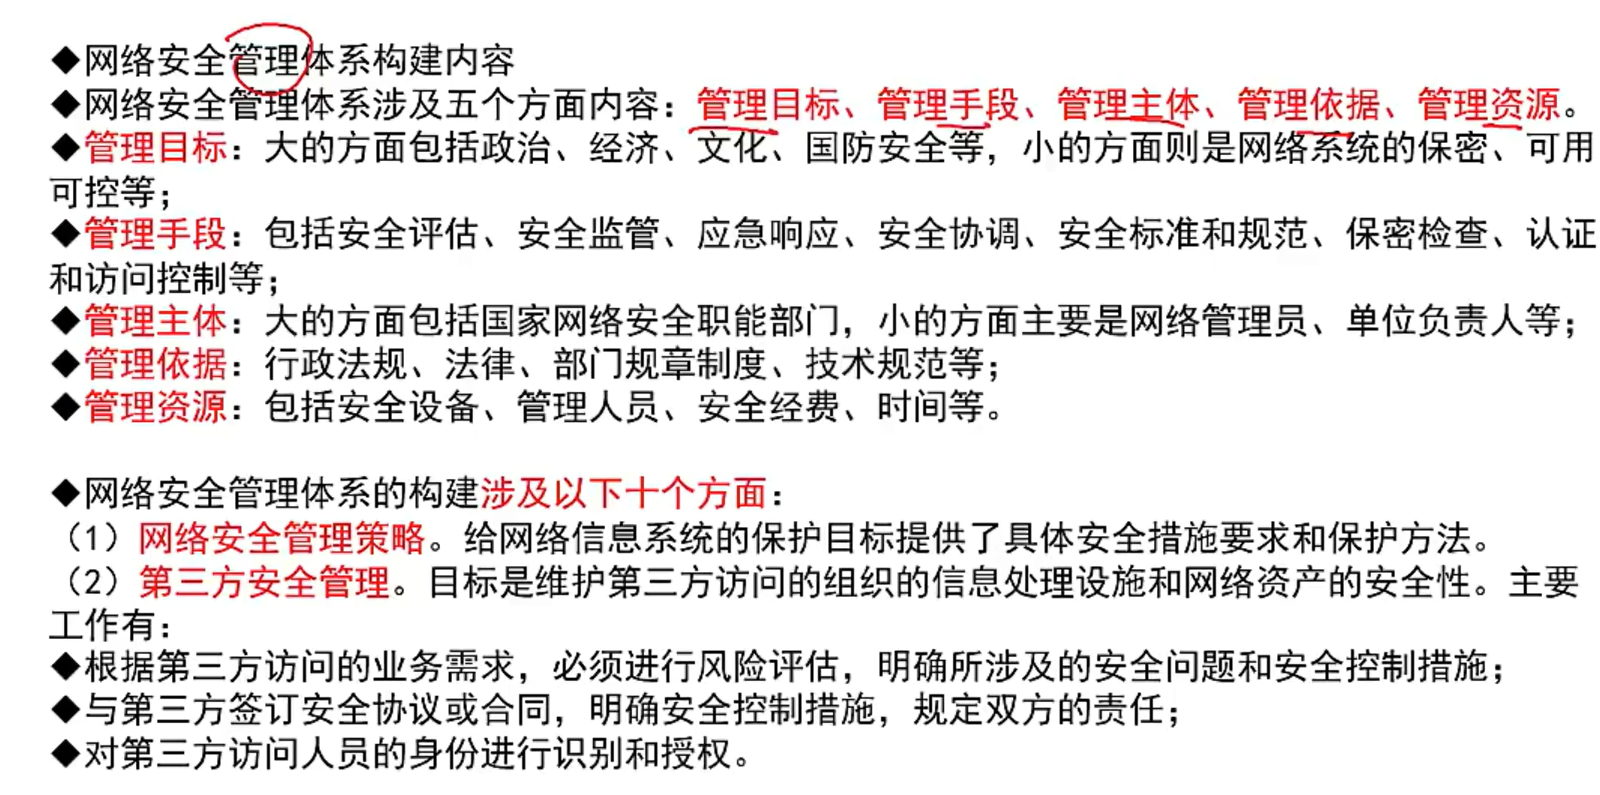 ◆网络安全管理体系构建内容
◆网络安全管理体系涉及五个方面内容：管理目标、管理手段、管理主体、管理依据、管理资源。
◆管理目标：大的方面包括政治、经济、文化、国防安全等，小的方面则是网络系统的保密、可用
可控等；
◆管理手段：包括安全评估、安全监管、应急响应、安全协调、安全标准和规范、保密检查、认证
和访问控制等；
◆管理主体：大的方面包括国家网络安全职能部门，小的方面主要是网络管理员、单位负责人等；
◆管理依据：行政法规、法律、部门规章制度、技术规范等；
◆管理资源：包括安全设备、管理人员、安全经费、时间等。
◆网络安全管理体系的构建涉及以下十个方面：
（1）网络安全管理策略。给网络信息系统的保护目标提供了具体安全措施要求和保护方法。
（2）第三方安全管理。目标是维护第三方访问的组织的信息处理设施和网络资产的安全性。主要
工作有：
◆根据第三方访问的业务需求，必须进行风险评估，明确所涉及的安全问题和安全控制措施；
◆与第三方签订安全协议或合同，明确安全控制措施，规定双方的责任；
◆对第三方访问人员的身份进行识别和授权。